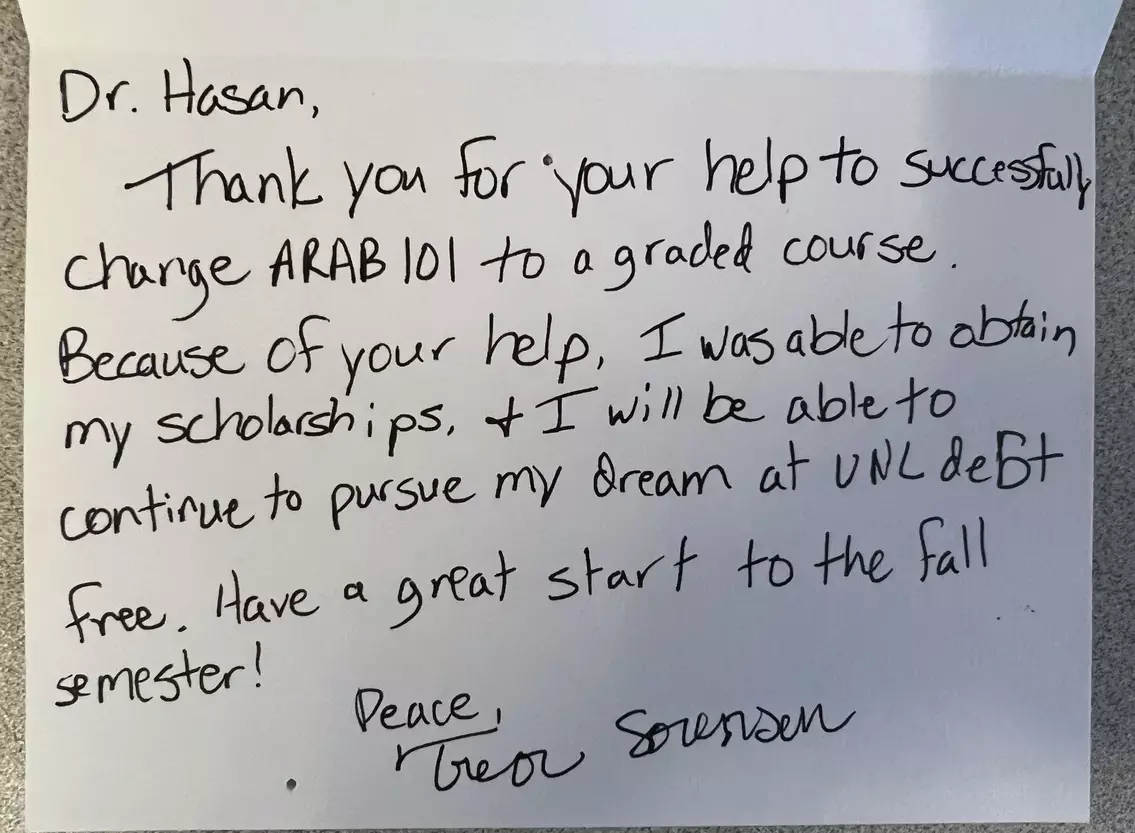 Dr. Hasan,
Thank you for your help to successfully
change ARAB 101 to a graded course.
Because of your help, I was able to obtain
my scholarships, + I will be able to
continue to pursue my dream at UNL debt
free. Have a great start to the fall
semester!
Peace,
Trevor Sorensen